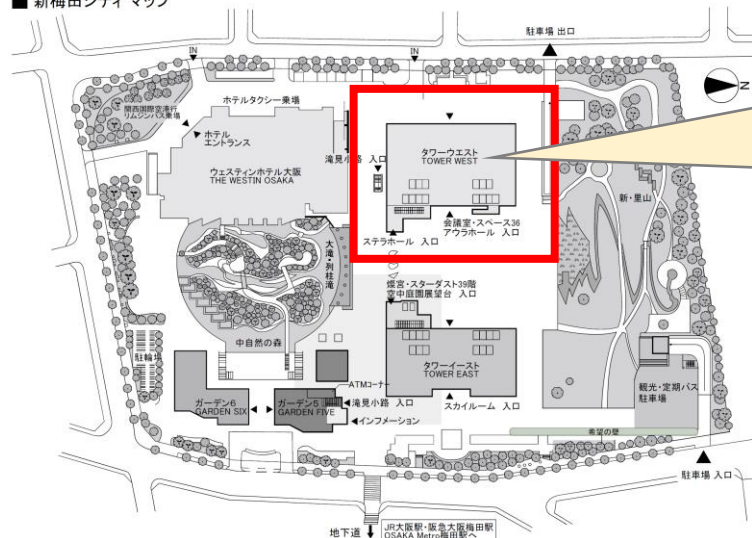 ■ 新梅田シティ マップ
駐車場 出口
IN
IN
N
関西国際空港行
リムジンバス乗場
ホテルタクシー乗場
ホテル
エントランス
滝見小路 入口
タワーウエスト
TOWER WEST
ウェスティンホテル大阪
THE WESTIN OSAKA
新・里山
会議室・スペース36
アウラホール 入口
ステラホール 入口
大滝・列柱滝
燦宮・スターダスト39階
空中庭園展望台 入口
中自然の森
駐輪場
タワーイースト
TOWER EAST
ATMコーナー
ガーデン6
GARDEN SIX
ガーデン5
GARDEN FIVE
滝見小路 入口
インフメーション
スカイルーム 入口
観光・定期バス
駐車場
希望の壁
駐車場 入口
地下道
JR大阪駅・阪急大阪梅田駅
OSAKA Metro梅田駅へ